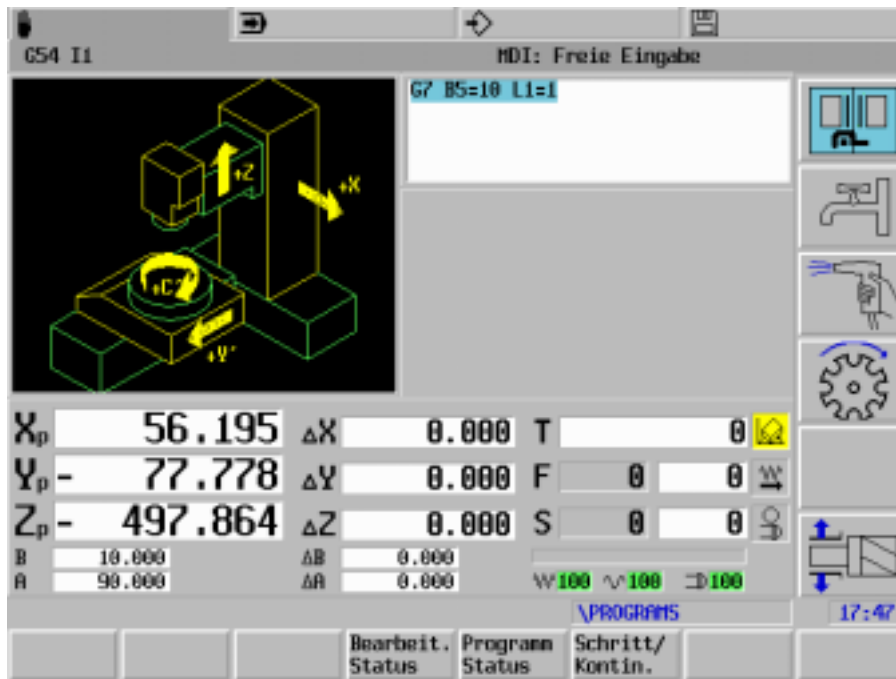 G54 I1 MDI: Freie Eingabe
G7 B5=10 L1=1
+Z
+X
+C2'
+Y'
Xp 56.195 ΔX 0.000 T 0
Yp - 77.778 ΔY 0.000 F 0 0
Zp - 497.864 ΔZ 0.000 S 0 0
B 10.000 ΔB 0.000
A 90.000 ΔA 0.000 100 100 100
\PROGRAMS 17:47
Bearbeit. Status
Programm Status
Schritt/ Kontin.